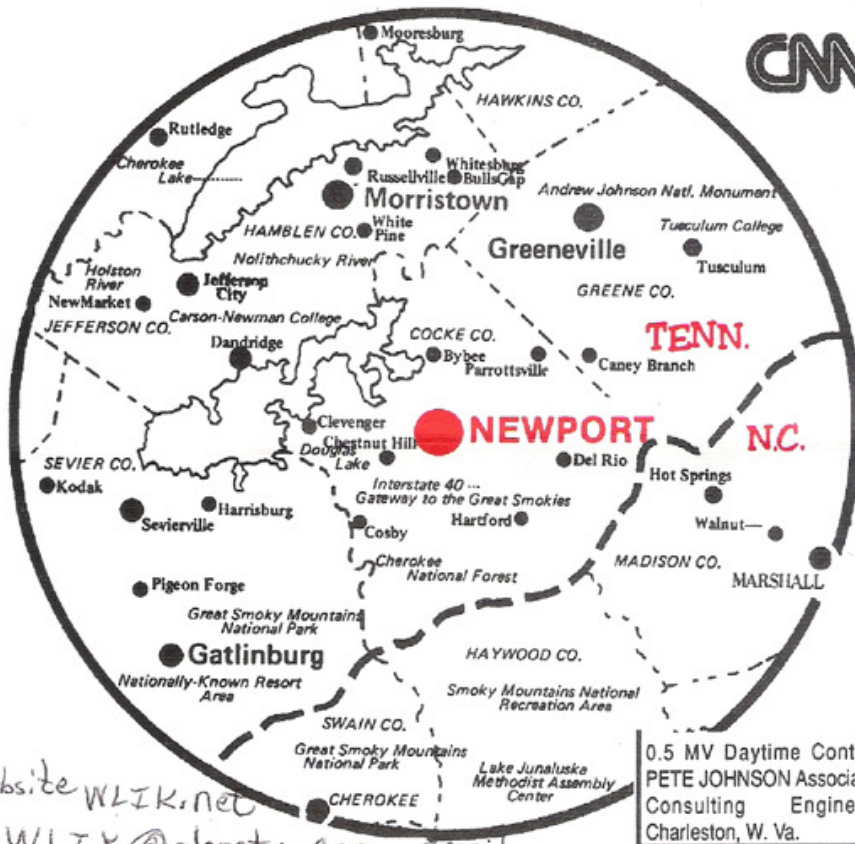 Mooresburg
CNN
HAWKINS CO.
Rutledge
Cherokee
Lake
Whitesburg
Russellville
BullsGap
Morristown
Andrew Johnson Natl. Monument
White
Pine
HAMBLEN CO.
Tusculum College
Greeneville
Tusculum
Nolithchucky River
Holston
River
Jefferson
City
GREENE CO.
NewMarket
JEFFERSON CO.
Carson-Newman College
TENN.
Dandridge
COCKE CO.
Bybee
Parrottsville
Caney Branch
Clevenger
NEWPORT
N.C.
Chestnut Hill
Douglas
Lake
Del Rio
SEVIER CO.
Hot Springs
Kodak
Interstate 40 ---
Gateway to the Great Smokies
Harrisburg
Sevierville
Cosby
Hartford
Walnut
Cherokee
National Forest
MADISON CO.
MARSHALL
Pigeon Forge
Great Smoky Mountains
National Park
Gatlinburg
Nationally-Known Resort
Area
HAYWOOD CO.
Smoky Mountains National
Recreation Area
SWAIN CO.
Great Smoky Mountains
National Park
Lake Junaluska
Methodist Assembly
Center
CHEROKEE
0.5 MV Daytime Cont
PETE JOHNSON Associa
Consulting Engine
Charleston, W. Va.
bsite WLIK.net